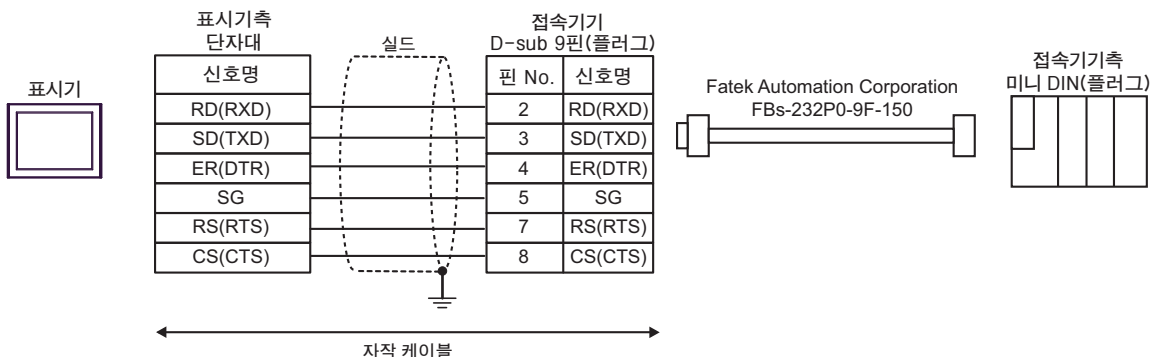 표시기
표시기측
단자대
신호명
RD(RXD)
SD(TXD)
ER(DTR)
SG
RS(RTS)
CS(CTS)
실드
접속기기
D-sub 9핀(플러그)
핀 No. 신호명
2 RD(RXD)
3 SD(TXD)
4 ER(DTR)
5 SG
7 RS(RTS)
8 CS(CTS)
자작 케이블
Fatek Automation Corporation
FBs-232P0-9F-150
접속기기측
미니 DIN(플러그)